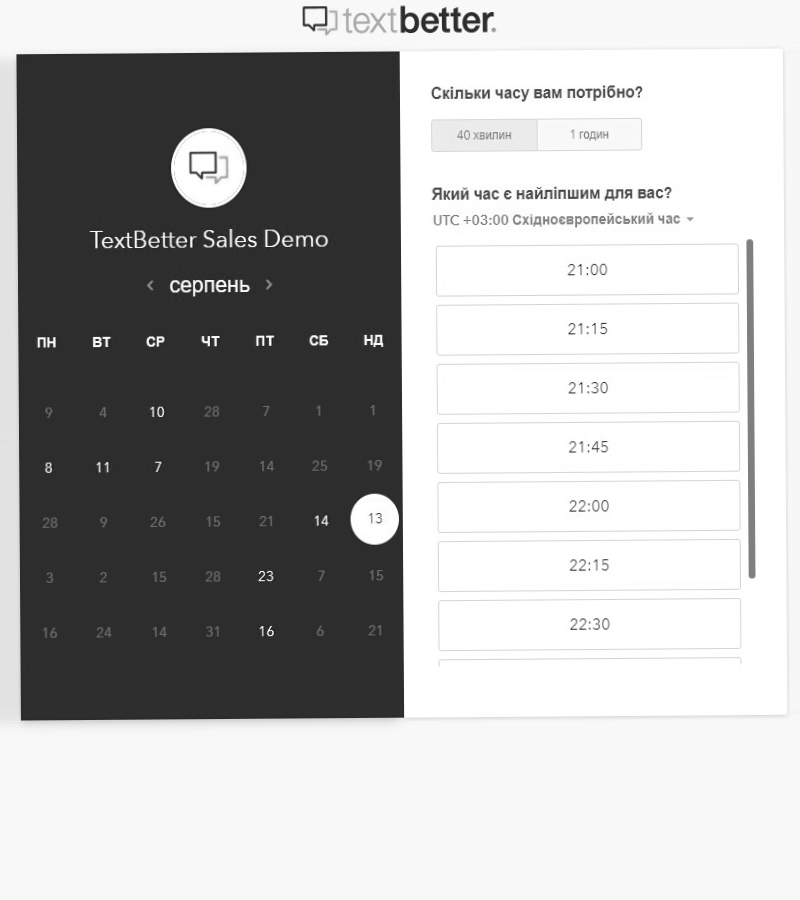 textbetter.
TextBetter Sales Demo
серпень
ПН ВТ СР ЧТ ПТ СБ НД
9 4 10 28 7 1 1
8 11 7 19 14 25 19
28 9 26 15 21 14 13
3 2 15 28 23 7 15
16 24 14 31 16 6 21
Скільки часу вам потрібно?
40 хвилин 1 годин
Який час є найліпшим для вас?
UTC +03:00 Східноєвропейський час
21:00
21:15
21:30
21:45
22:00
22:15
22:30